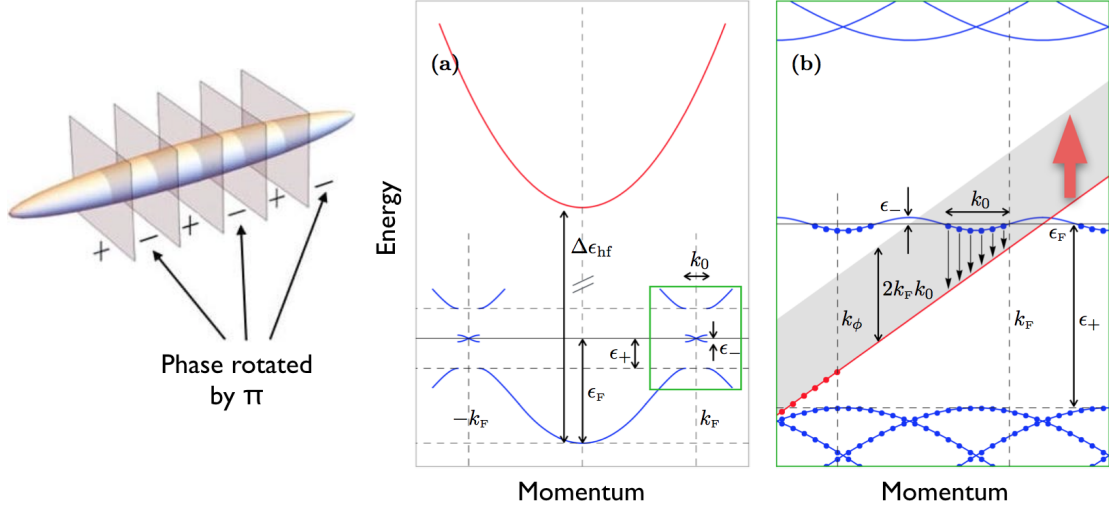 + − + − + −
Phase rotated
by π
Energy
(a)
Δϵhf
k0
ϵ+
ϵF
ϵ−
−kF
kF
Momentum
(b)
ϵ−
k0
ϵF
2kFk0
kϕ
kF
ϵ+
Momentum